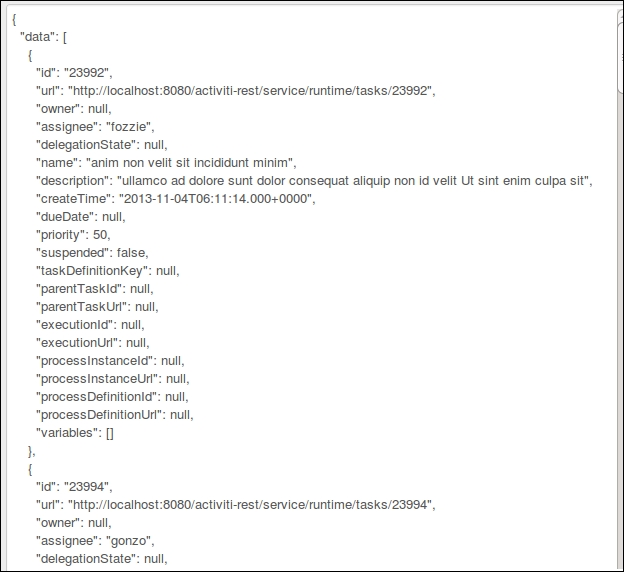 {
"data": [
{
"id": "23992",
"url": "http://localhost:8080/activiti-rest/service/runtime/tasks/23992",
"owner": null,
"assignee": "fozzie",
"delegationState": null,
"name": "anim non velit sit incididunt minim",
"description": "ullamco ad dolore sunt dolor consequat aliquip non id velit Ut sint enim culpa sit",
"createTime": "2013-11-04T06:11:14.000+0000",
"dueDate": null,
"priority": 50,
"suspended": false,
"taskDefinitionKey": null,
"parentTaskId": null,
"parentTaskUrl": null,
"executionId": null,
"executionUrl": null,
"processInstanceId": null,
"processInstanceUrl": null,
"processDefinitionId": null,
"processDefinitionUrl": null,
"variables": []
},
{
"id": "23994",
"url": "http://localhost:8080/activiti-rest/service/runtime/tasks/23994",
"owner": null,
"assignee": "gonzo",
"delegationState": null,